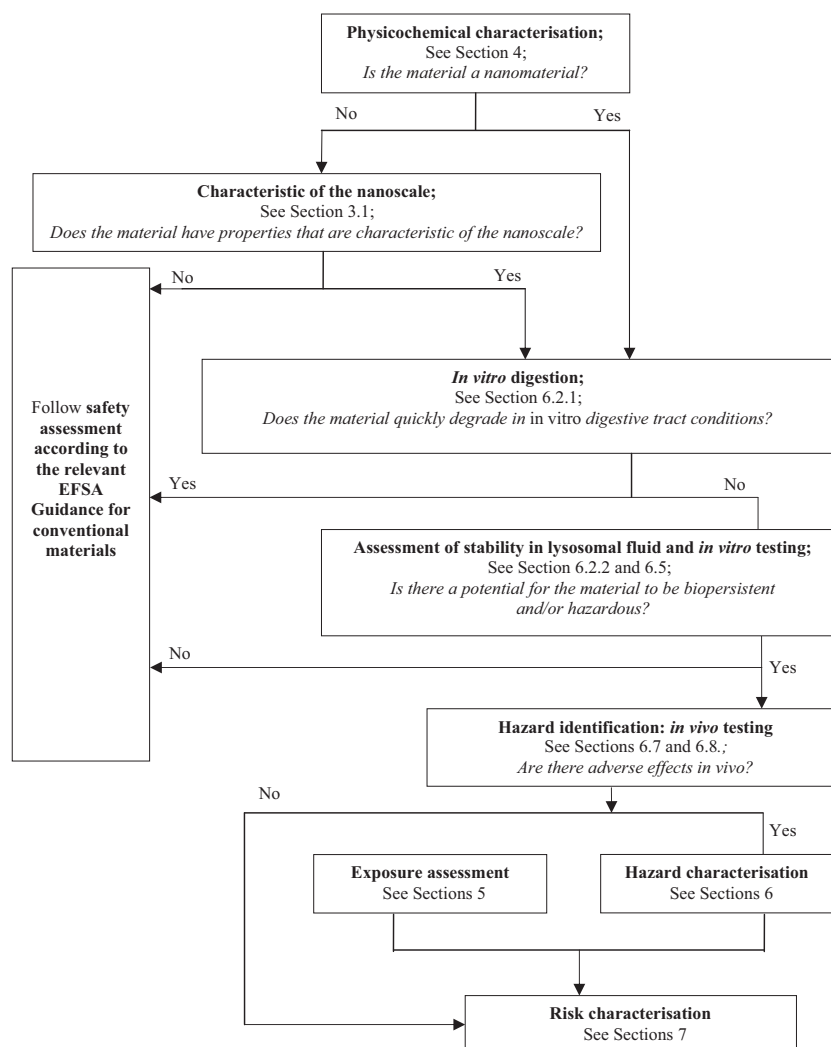 Physicochemical characterisation;
See Section 4;
Is the material a nanomaterial?
No
Yes
Characteristic of the nanoscale;
See Section 3.1;
Does the material have properties that are characteristic of the nanoscale?
No
Yes
In vitro digestion;
See Section 6.2.1;
Does the material quickly degrade in in vitro digestive tract conditions?
Follow safety
assessment
according to
the relevant
EFSA
Guidance for
conventional
materials
Yes
No
Assessment of stability in lysosomal fluid and in vitro testing;
See Section 6.2.2 and 6.5;
Is there a potential for the material to be biopersistent
and/or hazardous?
No
Yes
Hazard identification: in vivo testing
See Sections 6.7 and 6.8.;
Are there adverse effects in vivo?
No
Yes
Exposure assessment
See Sections 5
Hazard characterisation
See Sections 6
Risk characterisation
See Sections 7